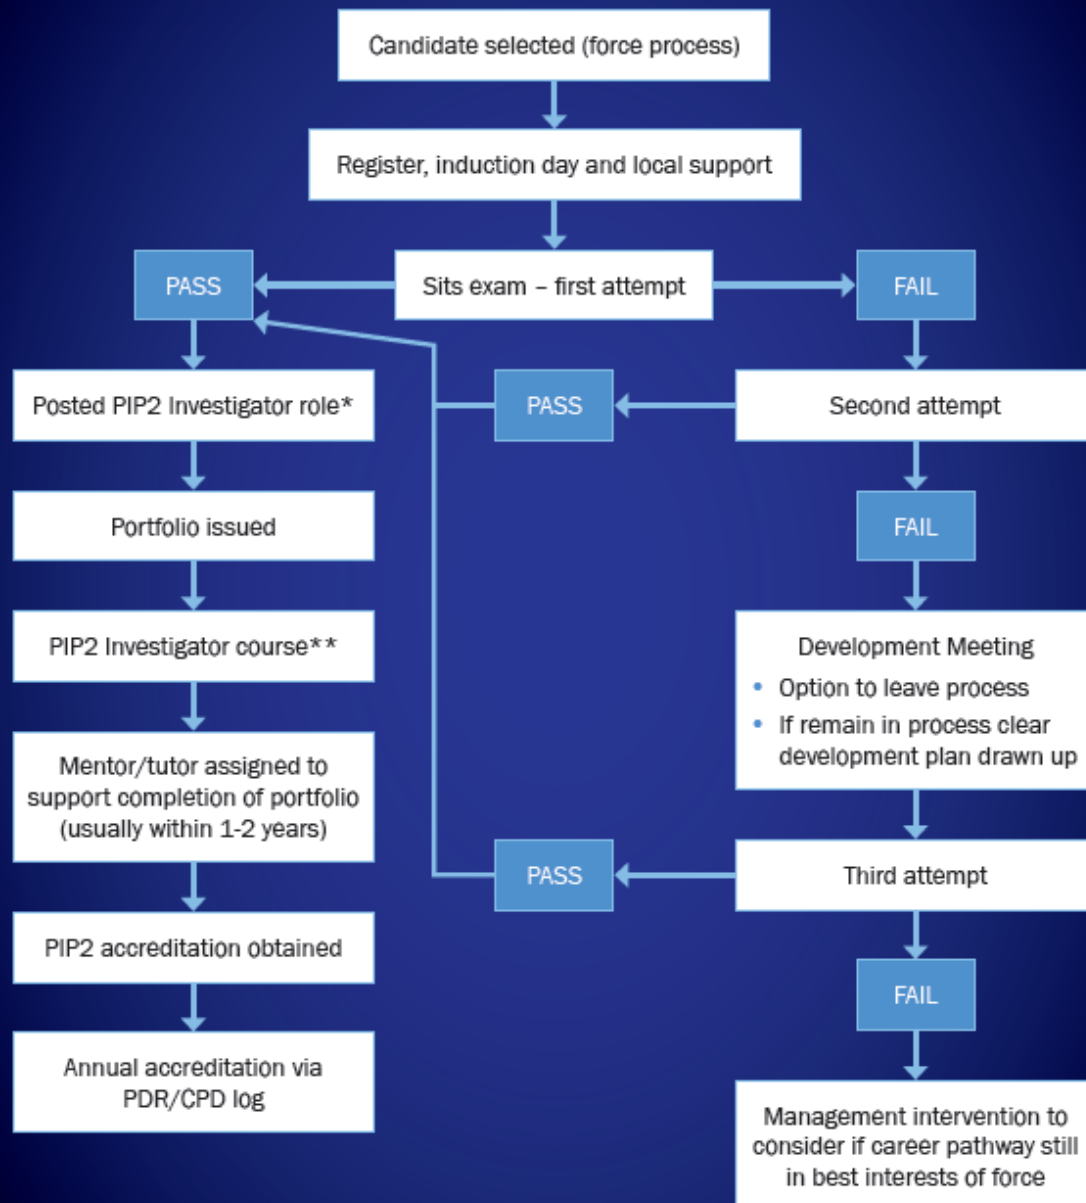 Candidate selected (force process)
Register, induction day and local support
PASS
Sits exam – first attempt
FAIL
Posted PIP2 Investigator role*
PASS
Second attempt
Portfolio issued
FAIL
PIP2 Investigator course**
Development Meeting
• Option to leave process
• If remain in process clear
development plan drawn up
Mentor/tutor assigned to
support completion of portfolio
(usually within 1-2 years)
PASS
Third attempt
PIP2 accreditation obtained
FAIL
Annual accreditation via
PDR/CPD log
Management intervention to
consider if career pathway still
in best interests of force